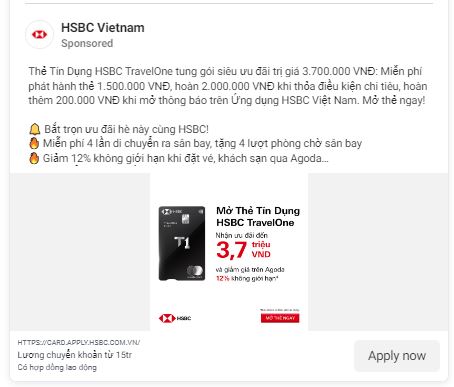 HSBC Vietnam
Sponsored
Thẻ Tín Dụng HSBC TravelOne tung gói siêu ưu đãi trị giá 3.700.000 VNĐ: Miễn phí
phát hành thẻ 1.500.000 VNĐ, hoàn 2.000.000 VNĐ khi thỏa điều kiện chi tiêu, hoàn
thêm 200.000 VNĐ khi mở thông báo trên Ứng dụng HSBC Việt Nam. Mở thẻ ngay!
🔔 Bắt trọn ưu đãi hè này cùng HSBC!
🔥 Miễn phí 4 lần di chuyển ra sân bay, tặng 4 lượt phòng chờ sân bay
🔥 Giảm 12% không giới hạn khi đặt vé, khách sạn qua Agoda...
HSBC
T1
Mở Thẻ Tín Dụng
HSBC TravelOne
Nhận ưu đãi đến
3,7 triệu
VNĐ
và giảm giá trên Agoda
12% không giới hạn*
HSBC
MỞ THẺ NGAY
HTTPS://CARD.APPLY.HSBC.COM.VN/
Lương chuyển khoản từ 15tr
Có hợp đồng lao động
Apply now